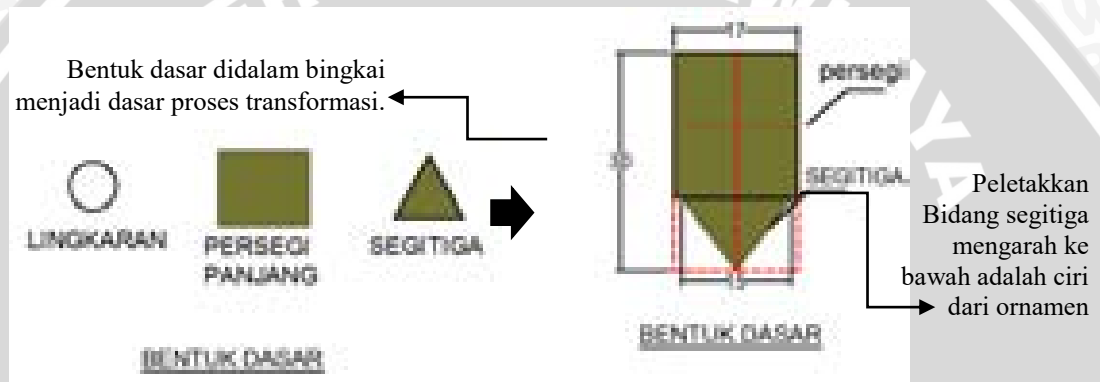 Bentuk dasar didalam bingkai
menjadi dasar proses transformasi.
LINGKARAN
PERSEGI
PANJANG
SEGITIGA
BENTUK DASAR
17
persegi
SEGITIGA
15
BENTUK DASAR
Peletakkan
Bidang segitiga
mengarah ke
bawah adalah ciri
dari ornamen